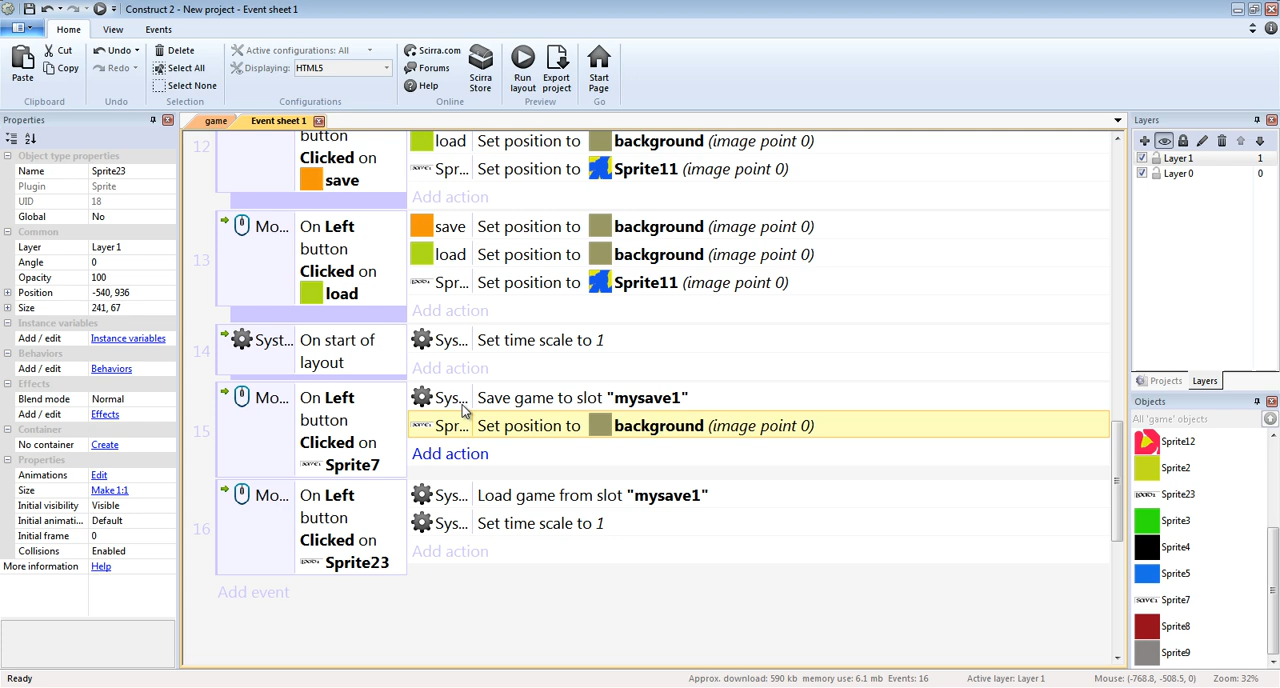 Construct 2 - New project - Event sheet 1
Home View Events
Paste
Cut
Copy
Clipboard
Undo
Redo
Undo
Delete
Select All
Select None
Selection
Active configurations: All
Displaying: HTML5
Configurations
Scirra.com
Forums
Help
Scirra Store
Online
Run layout
Export project
Preview
Start Page
Go
Properties
Object type properties
Name Sprite23
Plugin Sprite
UID 18
Global No
Common
Layer Layer 1
Angle 0
Opacity 100
Position -540, 936
Size 241, 67
Instance variables
Add / edit Instance variables
Behaviors
Add / edit Behaviors
Effects
Blend mode Normal
Add / edit Effects
Container
No container Create
Properties
Animations Edit
Size Make 1:1
Initial visibility Visible
Initial animati... Default
Initial frame 0
Collisions Enabled
More information Help
game Event sheet 1
12
button
Clicked on
save
load Set position to background (image point 0)
Spr... Set position to Sprite11 (image point 0)
Add action
13
Mo... On Left
button
Clicked on
load
save Set position to background (image point 0)
load Set position to background (image point 0)
Spr... Set position to Sprite11 (image point 0)
Add action
14
Syst... On start of
layout
Sys... Set time scale to 1
Add action
15
Mo... On Left
button
Clicked on
Sprite7
Sys... Save game to slot "mysave1"
Spr... Set position to background (image point 0)
Add action
16
Mo... On Left
button
Clicked on
Sprite23
Sys... Load game from slot "mysave1"
Sys... Set time scale to 1
Add action
Add event
Layers
Layer 1 1
Layer 0 0
Projects Layers
Objects
All 'game' objects
Sprite12
Sprite2
Sprite23
Sprite3
Sprite4
Sprite5
Sprite7
Sprite8
Sprite9
Ready
Approx. download: 590 kb memory use: 6.1 mb Events: 16 Active layer: Layer 1 Mouse: (-768.8, -508.5, 0) Zoom: 32%